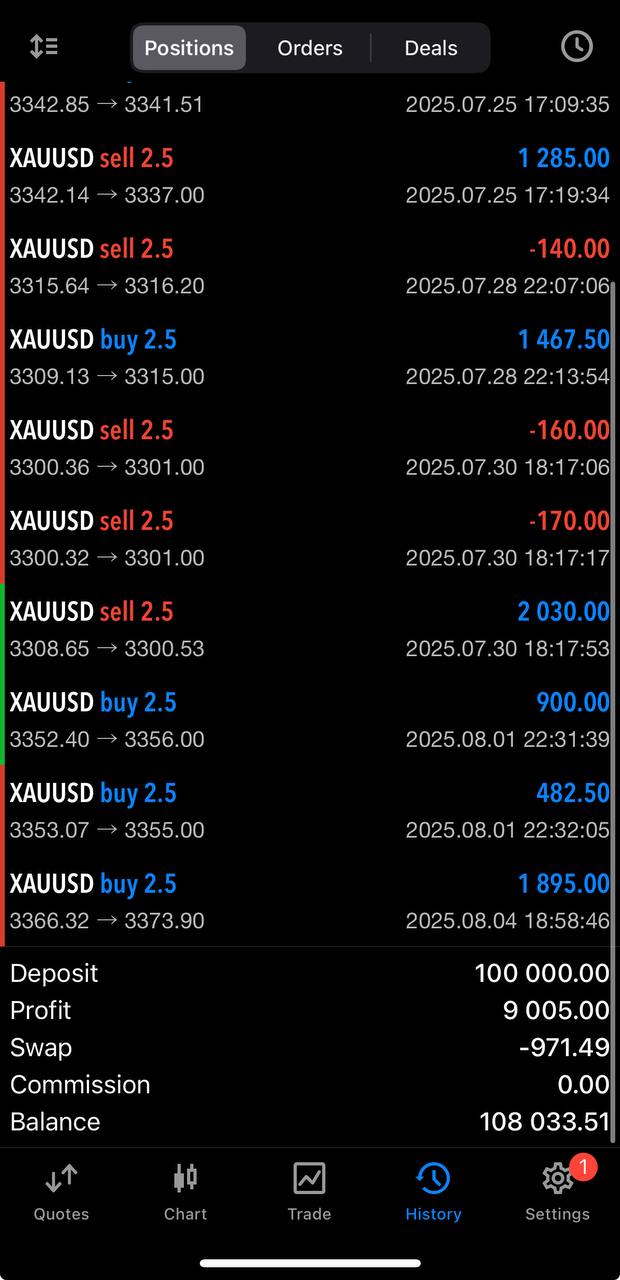 Positions Orders Deals
3342.85 → 3341.51 2025.07.25 17:09:35
XAUUSD sell 2.5 1 285.00
3342.14 → 3337.00 2025.07.25 17:19:34
XAUUSD sell 2.5 -140.00
3315.64 → 3316.20 2025.07.28 22:07:06
XAUUSD buy 2.5 1 467.50
3309.13 → 3315.00 2025.07.28 22:13:54
XAUUSD sell 2.5 -160.00
3300.36 → 3301.00 2025.07.30 18:17:06
XAUUSD sell 2.5 -170.00
3300.32 → 3301.00 2025.07.30 18:17:17
XAUUSD sell 2.5 2 030.00
3308.65 → 3300.53 2025.07.30 18:17:53
XAUUSD buy 2.5 900.00
3352.40 → 3356.00 2025.08.01 22:31:39
XAUUSD buy 2.5 482.50
3353.07 → 3355.00 2025.08.01 22:32:05
XAUUSD buy 2.5 1 895.00
3366.32 → 3373.90 2025.08.04 18:58:46
Deposit 100 000.00
Profit 9 005.00
Swap -971.49
Commission 0.00
Balance 108 033.51
1
Quotes Chart Trade History Settings